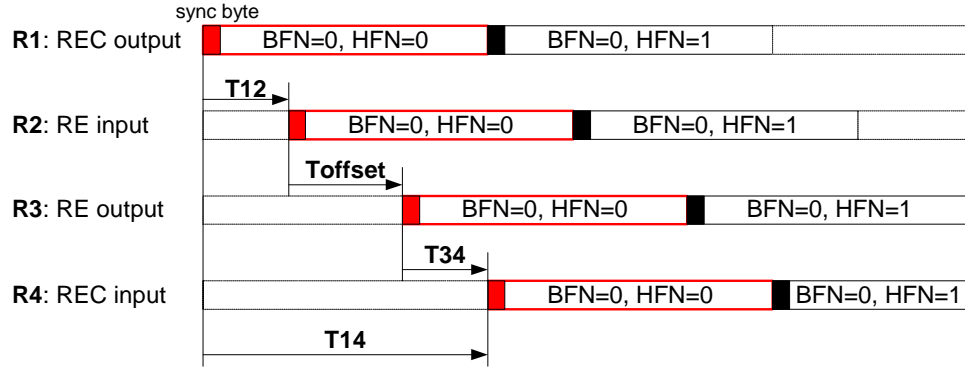 sync byte
R1: REC output BFN=0, HFN=0 BFN=0, HFN=1
T12
R2: RE input BFN=0, HFN=0 BFN=0, HFN=1
Toffset
R3: RE output BFN=0, HFN=0 BFN=0, HFN=1
T34
R4: REC input BFN=0, HFN=0 BFN=0, HFN=1
T14